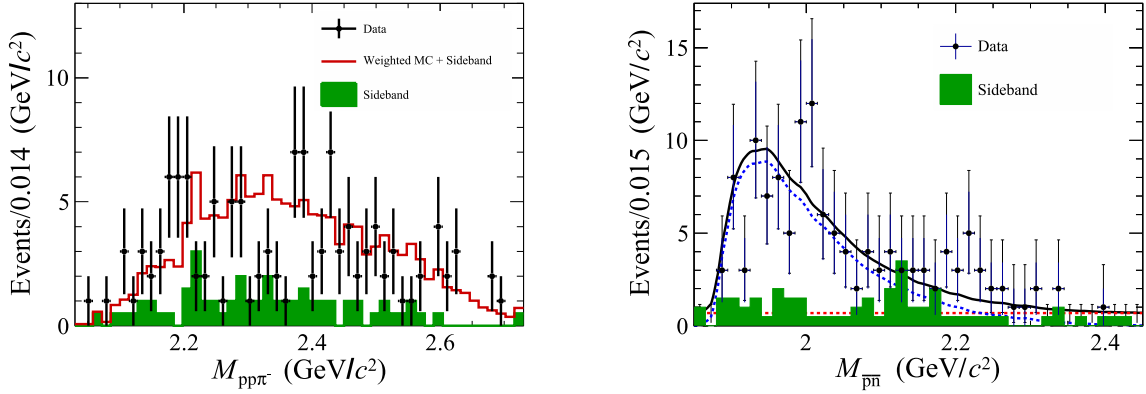 Events/0.014 (GeV/c²)
10
5
0
Data
Weighted MC + Sideband
Sideband
2.2
2.4
2.6
M_ppπ⁻ (GeV/c²)
Events/0.015 (GeV/c²)
15
10
5
0
Data
Sideband
2
2.2
2.4
M_p̅n̅ (GeV/c²)